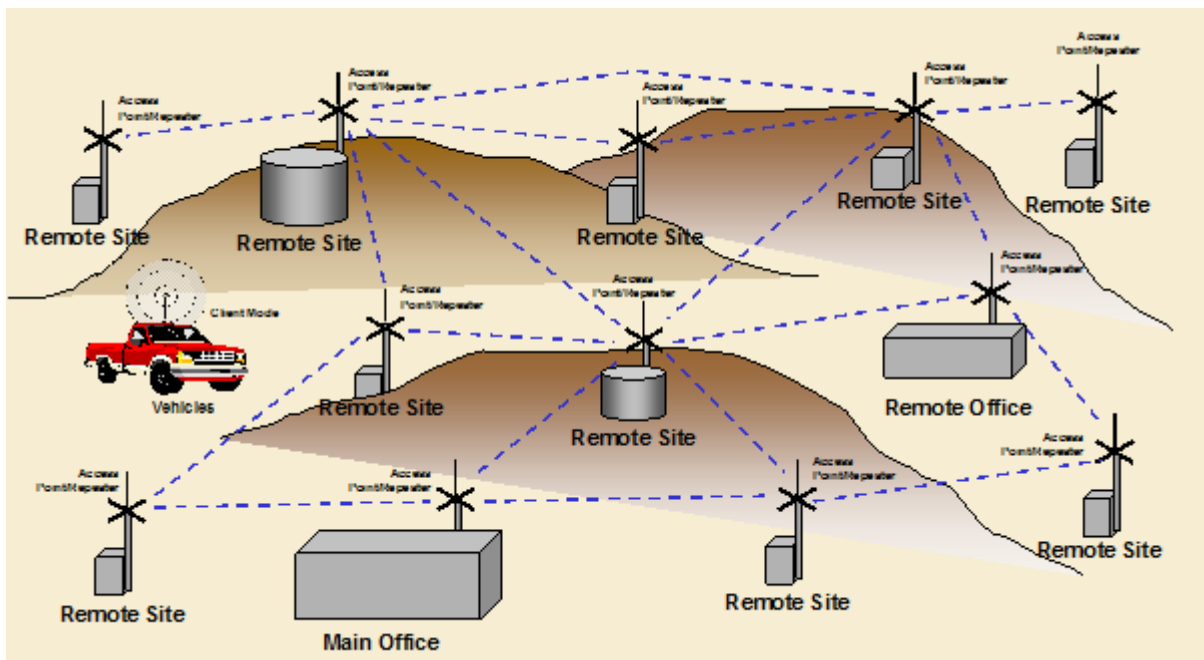 Access
Point/Repeater
Access
Point/Repeater
Access
Point/Repeater
Access
Point/Repeater
Access
Point/Repeater
Remote Site
Remote Site
Remote Site
Remote Site
Remote Site
Client Mode
Vehicles
Access
Point/Repeater
Remote Site
Access
Point/Repeater
Remote Site
Access
Point/Repeater
Remote Office
Access
Point/Repeater
Remote Site
Access
Point/Repeater
Main Office
Access
Point/Repeater
Remote Site
Access
Point/Repeater
Remote Site